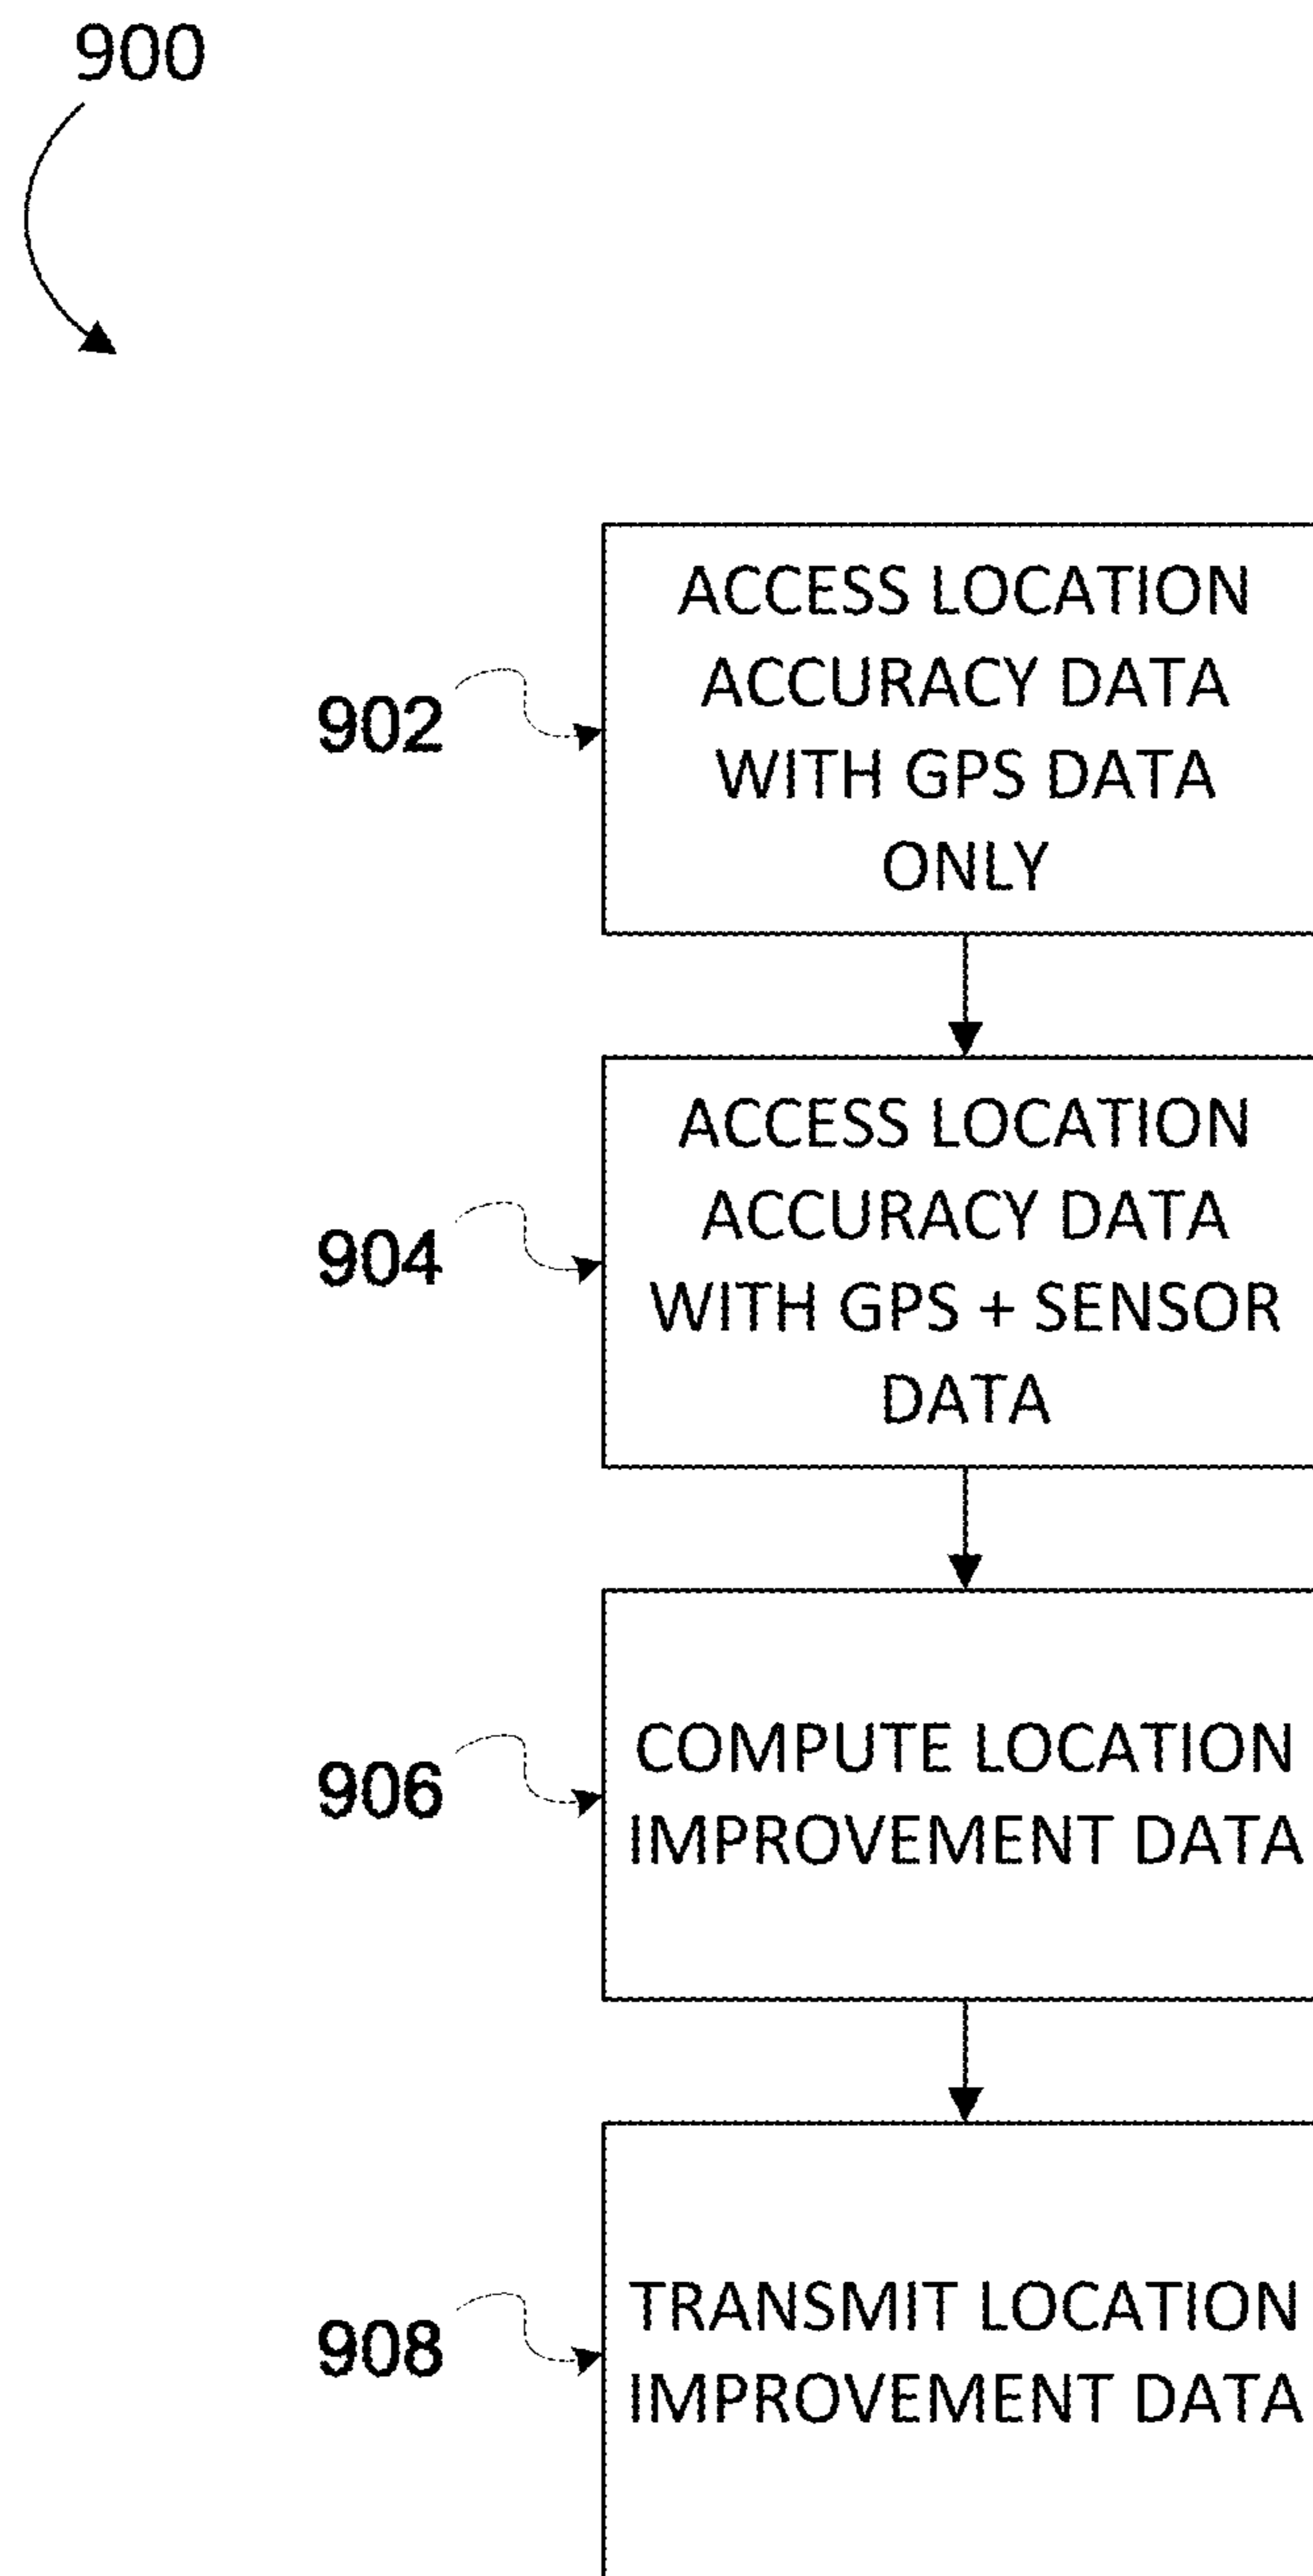 900
ACCESS LOCATION
ACCURACY DATA
WITH GPS DATA
ONLY
902
ACCESS LOCATION
ACCURACY DATA
WITH GPS + SENSOR
DATA
904
COMPUTE LOCATION
IMPROVEMENT DATA
906
TRANSMIT LOCATION
IMPROVEMENT DATA
908